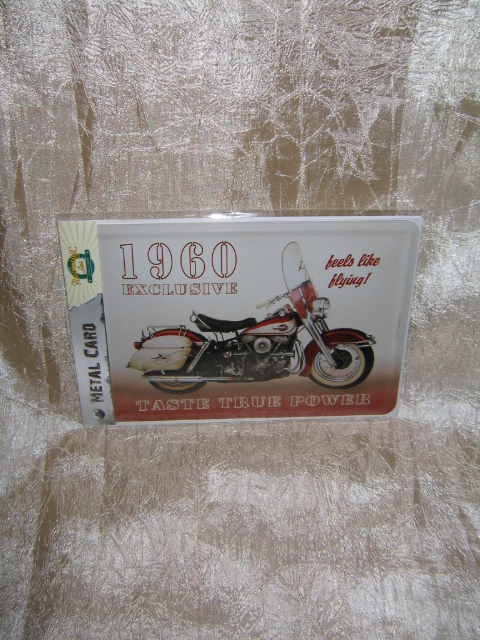 1960
EXCLUSIVE
feels like
flying!
METAL CARD
TASTE TRUE POWER